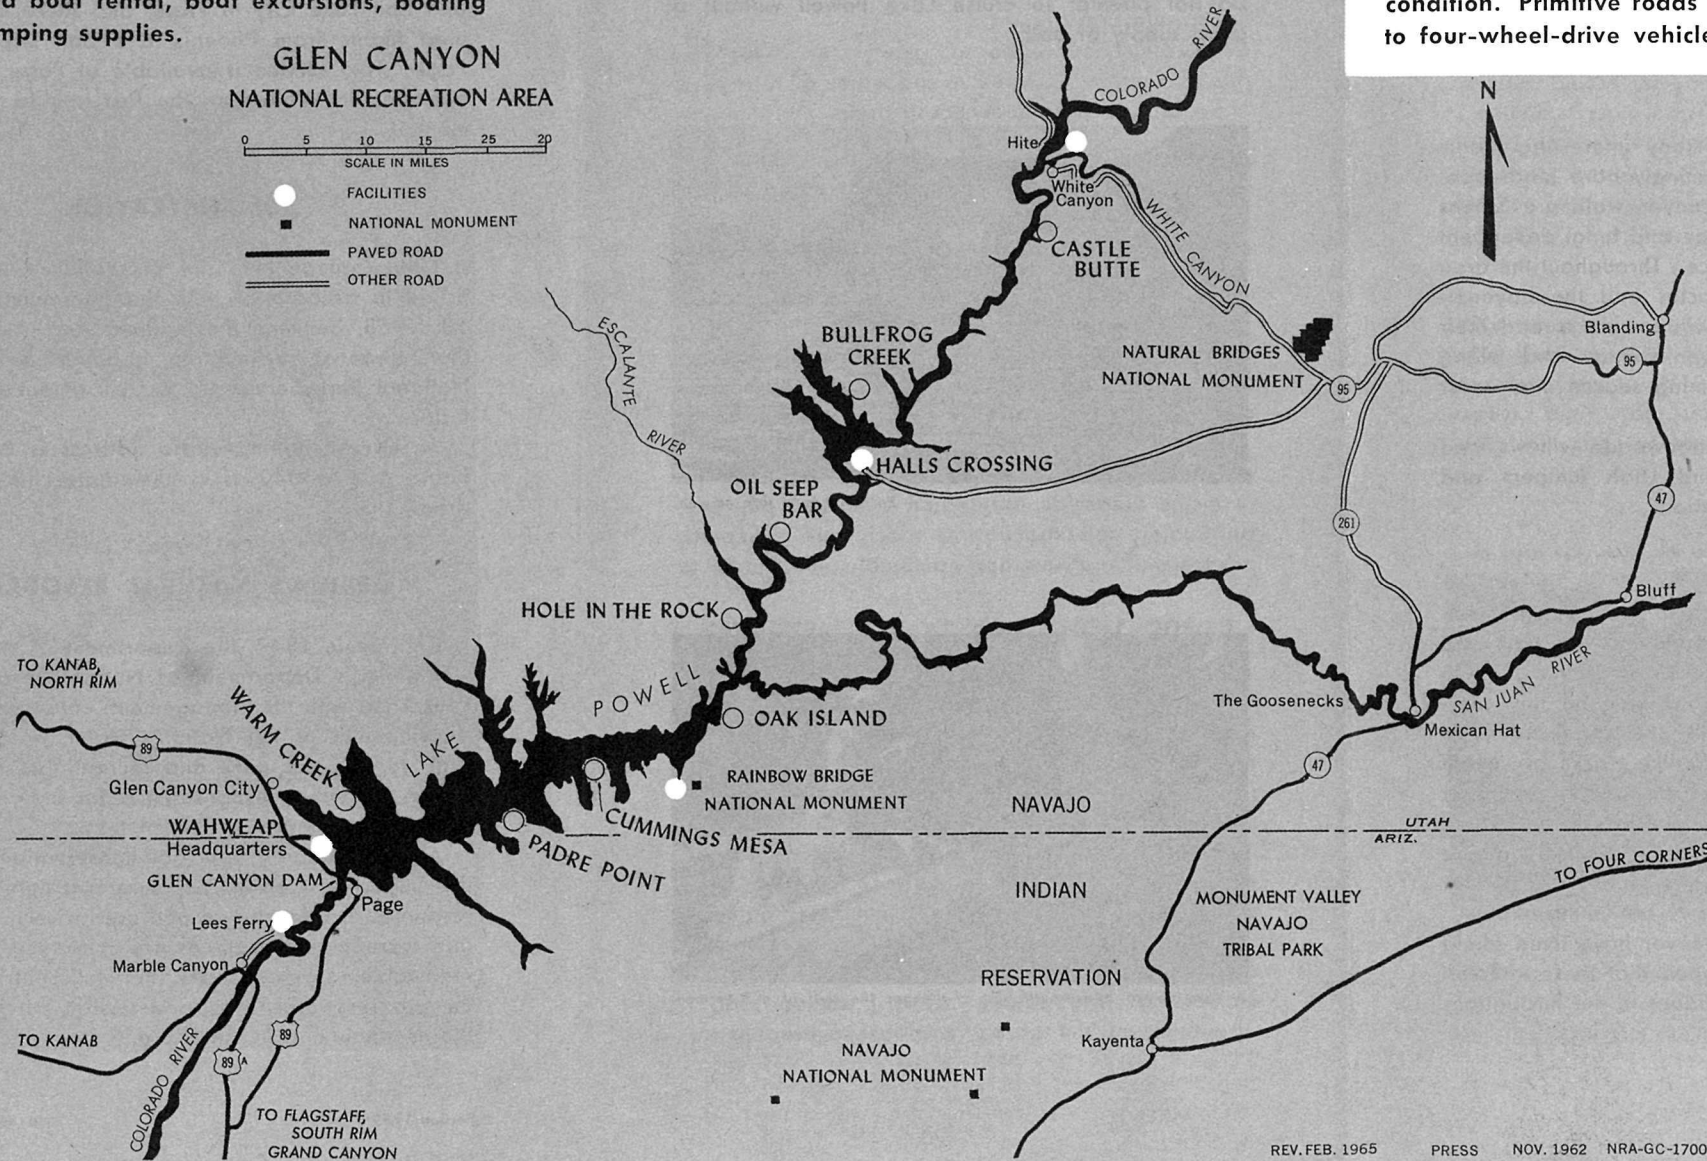 boat rental, boat excursions, boating
mping supplies.
condition. Primitive roads
to four-wheel-drive vehicle
GLEN CANYON
NATIONAL RECREATION AREA
0 5 10 15 25 20
SCALE IN MILES
FACILITIES
NATIONAL MONUMENT
PAVED ROAD
OTHER ROAD
N
COLORADO RIVER
Hite
White
Canyon
WHITE CANYON
CASTLE
BUTTE
ESCALANTE
RIVER
BULLFROG
CREEK
NATURAL BRIDGES
NATIONAL MONUMENT
95
Blanding
95
HALLS CROSSING
OIL SEEP
BAR
47
261
Bluff
HOLE IN THE ROCK
TO KANAB,
NORTH RIM
WARM CREEK
LAKE POWELL
OAK ISLAND
The Goosenecks
SAN JUAN RIVER
Mexican Hat
89
Glen Canyon City
RAINBOW BRIDGE
NATIONAL MONUMENT
47
NAVAJO
WAHWEAP
Headquarters
CUMMINGS MESA
PADRE POINT
UTAH
ARIZ.
GLEN CANYON DAM
Page
INDIAN
MONUMENT VALLEY
NAVAJO
TRIBAL PARK
TO FOUR CORNERS
Lees Ferry
Marble Canyon
RESERVATION
TO KANAB
COLORADO RIVER
89
89 A
Kayenta
NAVAJO
NATIONAL MONUMENT
TO FLAGSTAFF,
SOUTH RIM
GRAND CANYON
REV. FEB. 1965 PRESS NOV. 1962 NRA-GC-1700